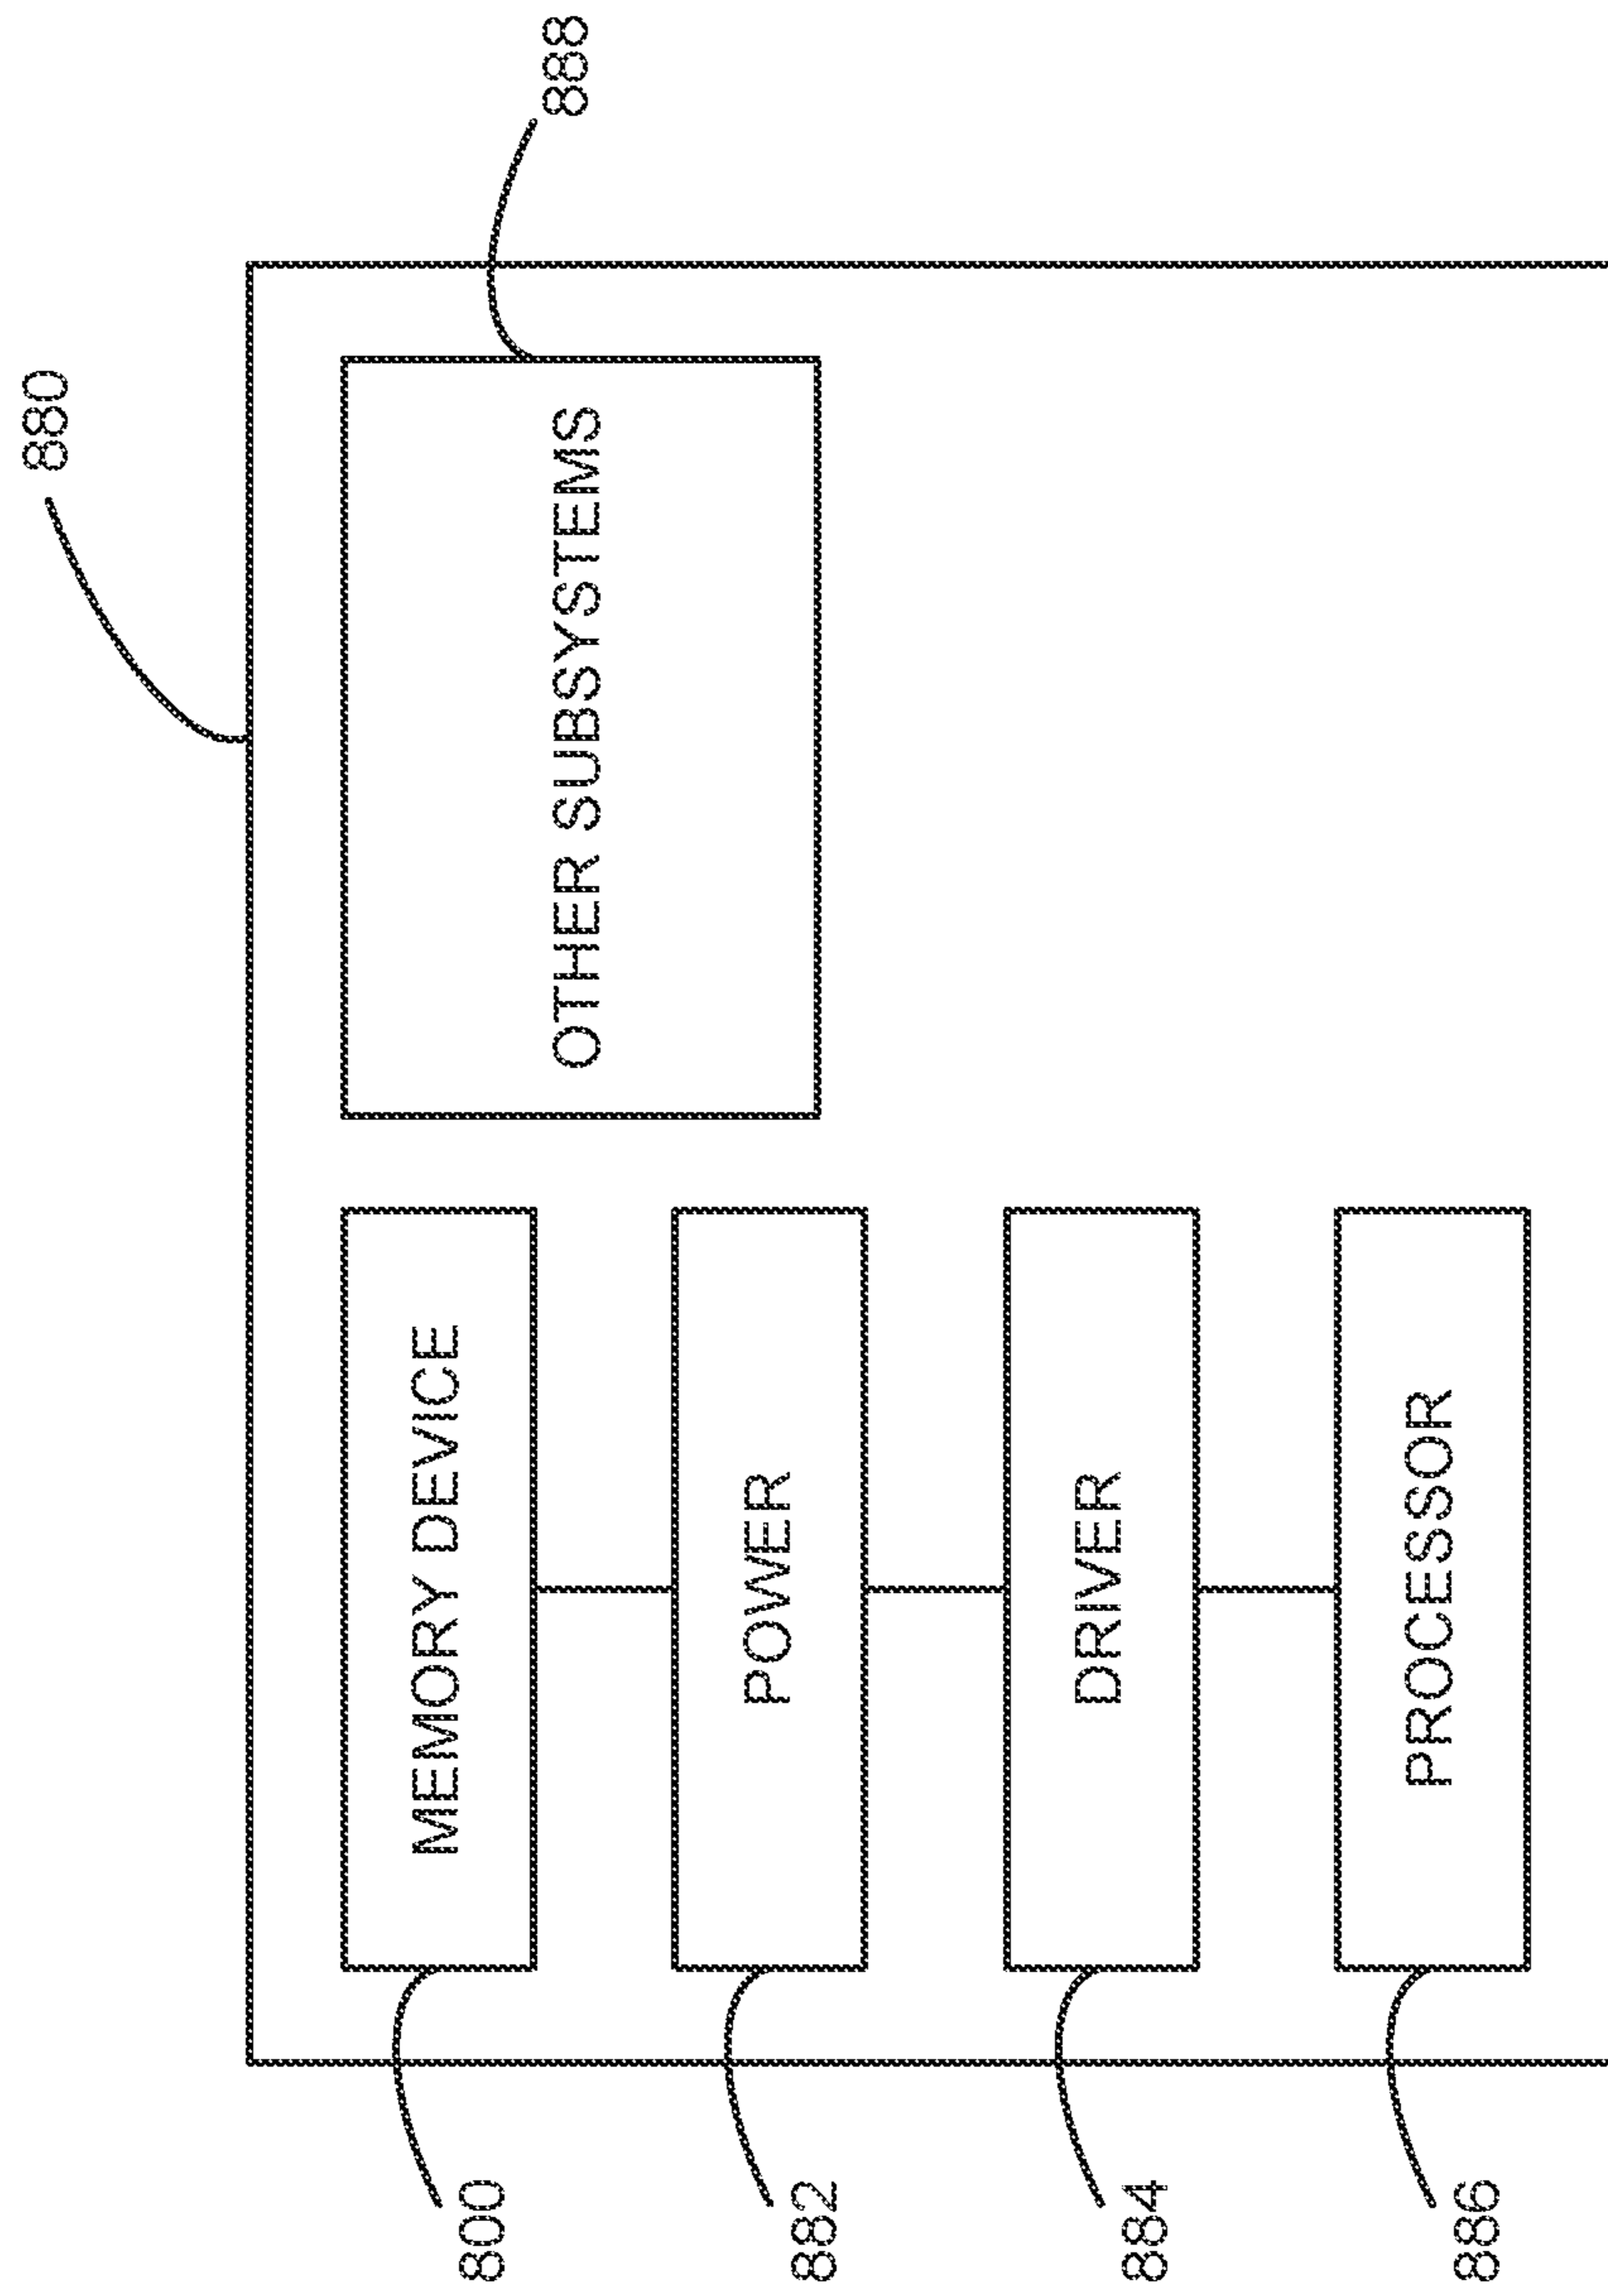 880
888
OTHER SUBSYSTEMS
MEMORY DEVICE
800
POWER
882
DRIVER
884
PROCESSOR
886